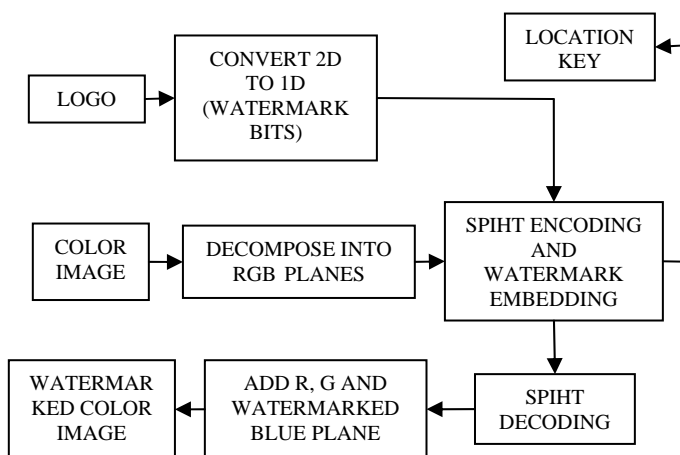 LOGO
CONVERT 2D
TO 1D
(WATERMARK
BITS)
LOCATION
KEY
COLOR
IMAGE
DECOMPOSE INTO
RGB PLANES
SPIHT ENCODING
AND
WATERMARK
EMBEDDING
WATERMAR
KED COLOR
IMAGE
ADD R, G AND
WATERMARKED
BLUE PLANE
SPIHT
DECODING